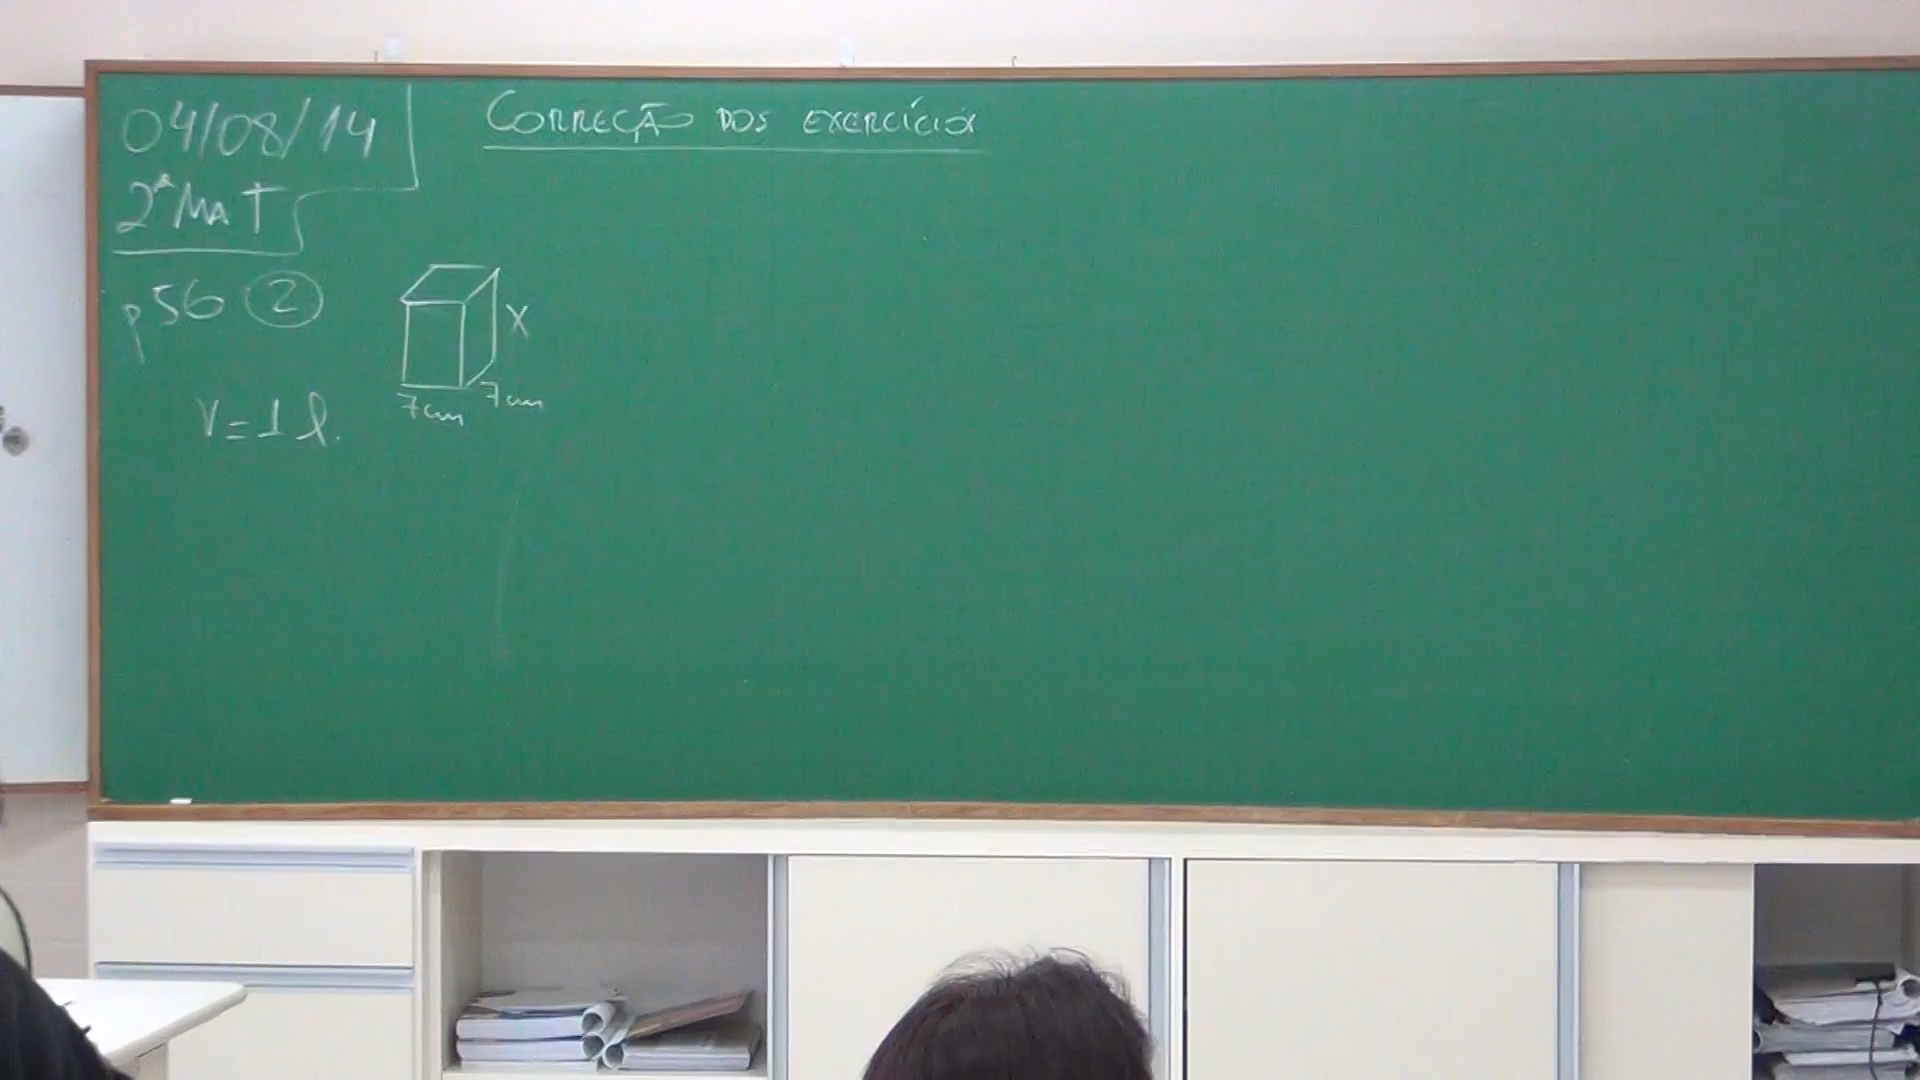 04/08/14
CORREÇÃO DOS EXERCÍCIOS
2ª MAT
p56 2
X
7cm 7cm
V=1 l.